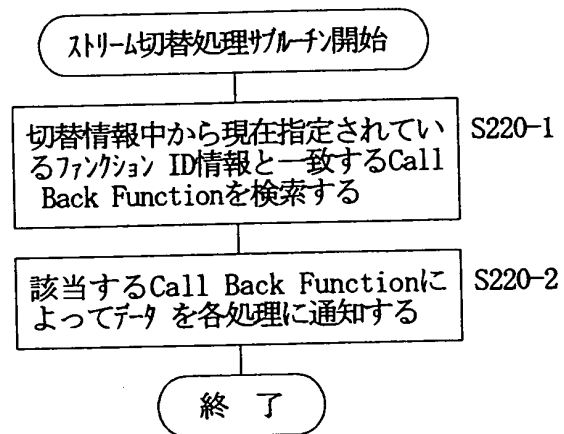 ストリーム切替処理サブルーチン開始
切替情報中から現在指定されてい
るファンクション ID情報と一致するCall
Back Functionを検索する
S220-1
該当するCall Back Functionに
よってデータ を各処理に通知する
S220-2
終 了